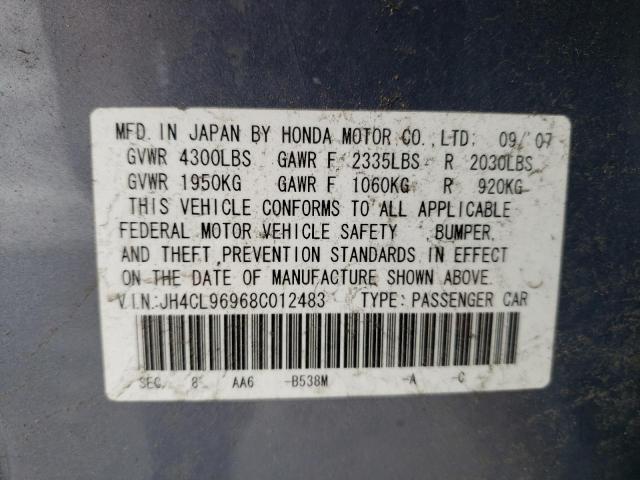 MFD. IN JAPAN BY HONDA MOTOR CO., LTD: 09/'07
GVWR 4300LBS GAWR F 2335LBS R 2030LBS
GVWR 1950KG GAWR F 1060KG R 920KG
THIS VEHICLE CONFORMS TO ALL APPLICABLE
FEDERAL MOTOR VEHICLE SAFETY ,BUMPER,
AND THEFT PREVENTION STANDARDS IN EFFECT
ON THE DATE OF MANUFACTURE SHOWN ABOVE.
V.I.N:JH4CL96968C012483 TYPE: PASSENGER CAR
SEC. 8 AA6 -B538M -A -C